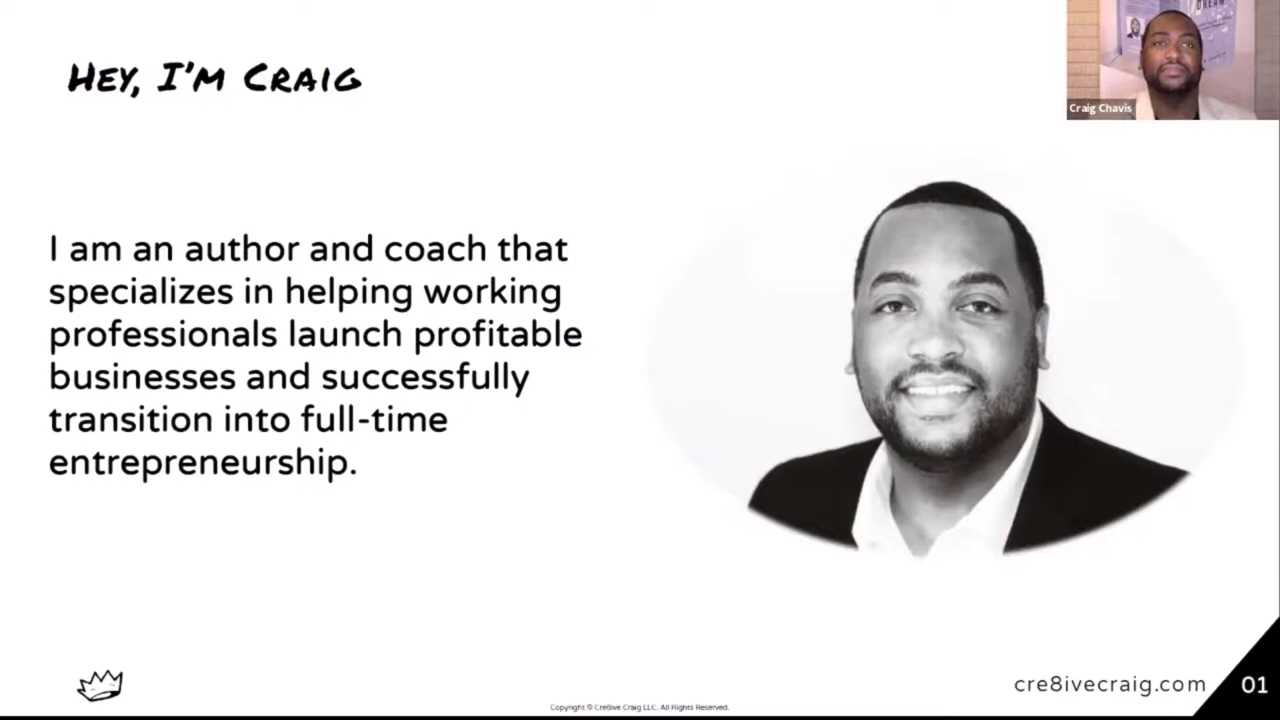 Hey, I'm Craig
DREAM
Craig Chavis
I am an author and coach that
specializes in helping working
professionals launch profitable
businesses and successfully
transition into full-time
entrepreneurship.
cre8ivecraig.com
01
Copyright © Cre8ive Craig LLC. All Rights Reserved.